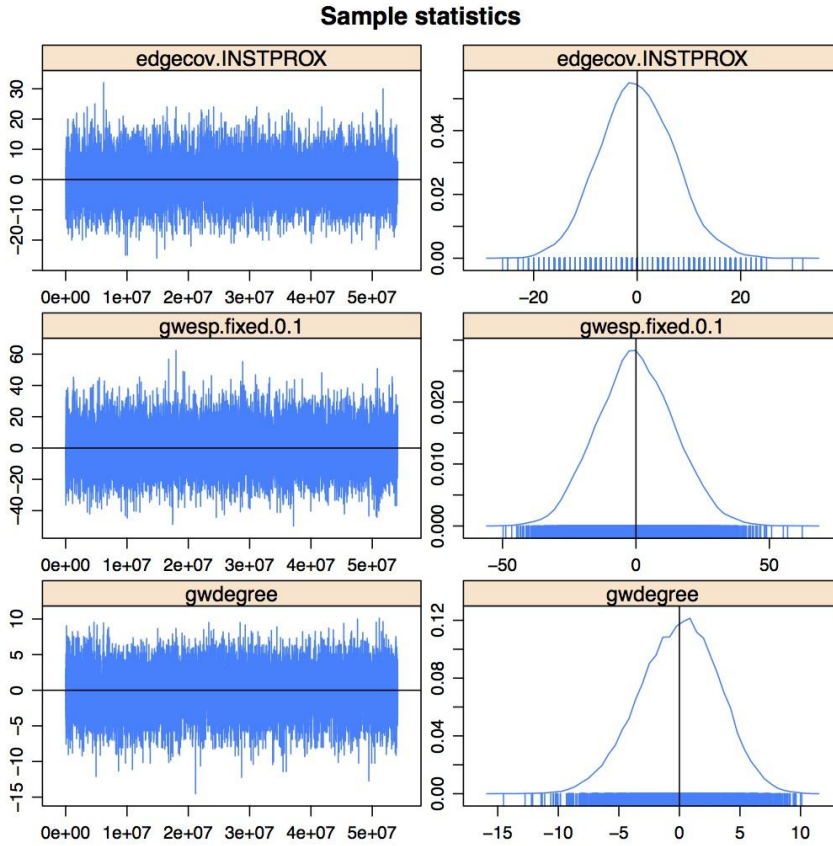 Sample statistics
edgecov.INSTPROX
30
20
10
0
−10
−20
0e+00 1e+07 2e+07 3e+07 4e+07 5e+07
edgecov.INSTPROX
0.04
0.02
0.00
−20 0 20
gwesp.fixed.0.1
60
40
20
0
−20
−40
0e+00 1e+07 2e+07 3e+07 4e+07 5e+07
gwesp.fixed.0.1
0.020
0.010
0.000
−50 0 50
gwdegree
10
5
0
−5
−10
−15
0e+00 1e+07 2e+07 3e+07 4e+07 5e+07
gwdegree
0.12
0.08
0.04
0.00
−15 −10 −5 0 5 10